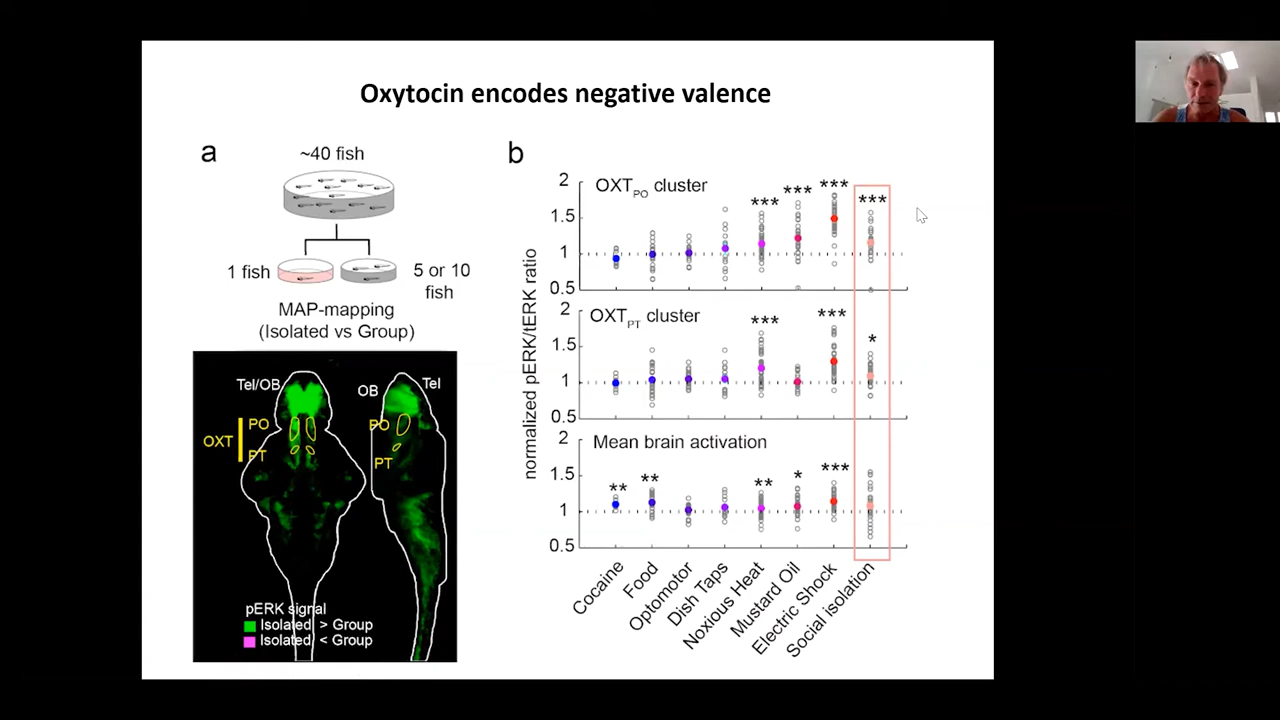 Oxytocin encodes negative valence
a
~40 fish
1 fish
5 or 10
fish
MAP-mapping
(Isolated vs Group)
Tel/OB
OB
Tel
OXT
PO
PT
PO
PT
pERK signal
Isolated > Group
Isolated < Group
b
normalized pERK/tERK ratio
OXTPO cluster
2
1.5
1
0.5
***
***
***
***
OXTPT cluster
2
1.5
1
0.5
***
***
*
Mean brain activation
2
1.5
1
0.5
**
**
**
*
***
Cocaine
Food
Optomotor
Dish Taps
Noxious Heat
Mustard Oil
Electric Shock
Social isolation